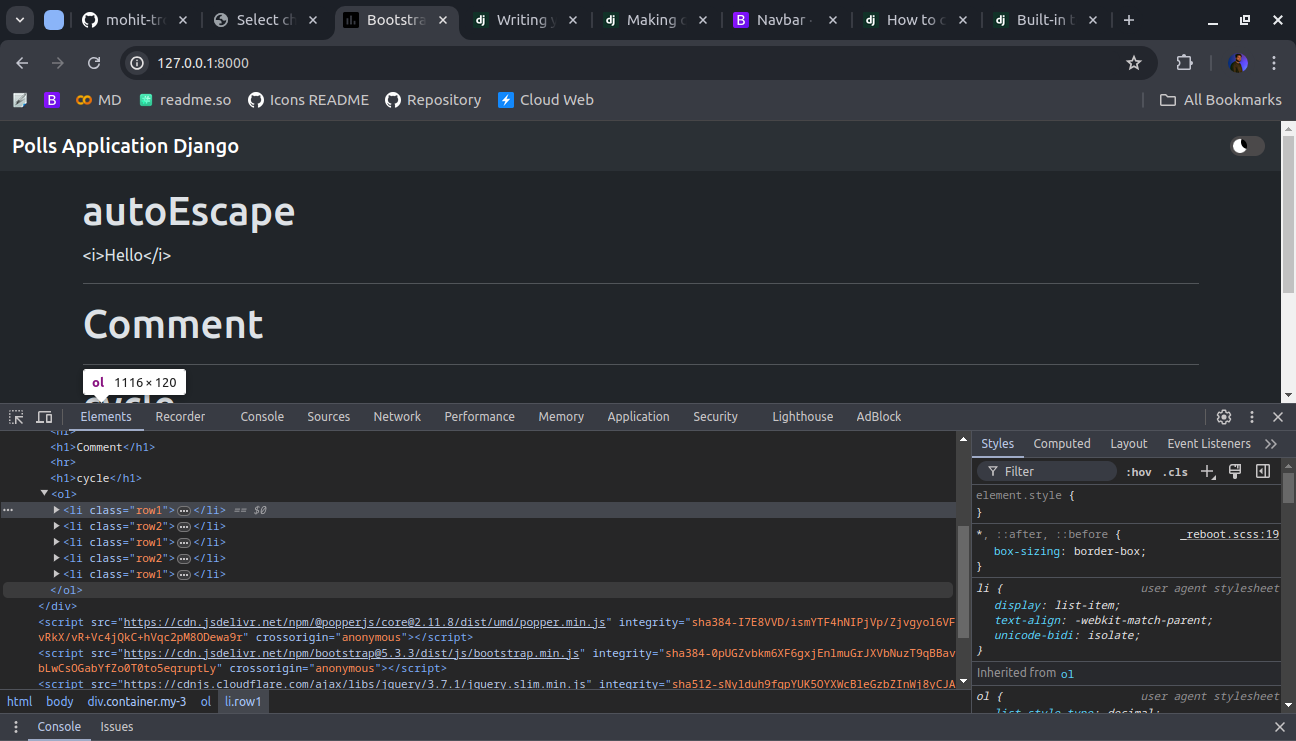 mohit-tr
Select ch
Bootstra
Writing y
Making c
Navbar
How to c
Built-in t
127.0.0.1:8000
MD
readme.so
Icons README
Repository
Cloud Web
All Bookmarks
Polls Application Django
autoEscape
<i>Hello</i>
Comment
ol 1116 × 120
cycle
Elements Recorder Console Sources Network Performance Memory Application Security Lighthouse AdBlock
<hr>
<h1>Comment</h1>
<hr>
<h1>cycle</h1>
<ol>
<li class="row1"> ⋯ </li> == $0
<li class="row2"> ⋯ </li>
<li class="row1"> ⋯ </li>
<li class="row2"> ⋯ </li>
<li class="row1"> ⋯ </li>
</ol>
</div>
<script src="https://cdn.jsdelivr.net/npm/@popperjs/core@2.11.8/dist/umd/popper.min.js" integrity="sha384-I7E8VVD/ismYTF4hNIPjVp/Zjvgyol6VF
vRkX/vR+Vc4jQkC+hVqc2pM8ODewa9r" crossorigin="anonymous"></script>
<script src="https://cdn.jsdelivr.net/npm/bootstrap@5.3.3/dist/js/bootstrap.min.js" integrity="sha384-0pUGZvbkm6XF6gxjEnlmuGrJXVbNuzT9qBBav
bLwCsOGabYfZo0T0to5eqruptLy" crossorigin="anonymous"></script>
<script src="https://cdnjs.cloudflare.com/ajax/libs/jquery/3.7.1/jquery.slim.min.js" integrity="sha512-sNylduh9fqpYUK5OYXWcBleGzbZInWj8yCJA
html body div.container.my-3 ol li.row1
Console Issues
Styles Computed Layout Event Listeners
Filter :hov .cls
element.style {
}
*, ::after, ::before { _reboot.scss:19
box-sizing: border-box;
}
li { user agent stylesheet
display: list-item;
text-align: -webkit-match-parent;
unicode-bidi: isolate;
}
Inherited from ol
ol { user agent stylesheet
list-style-type: decimal;